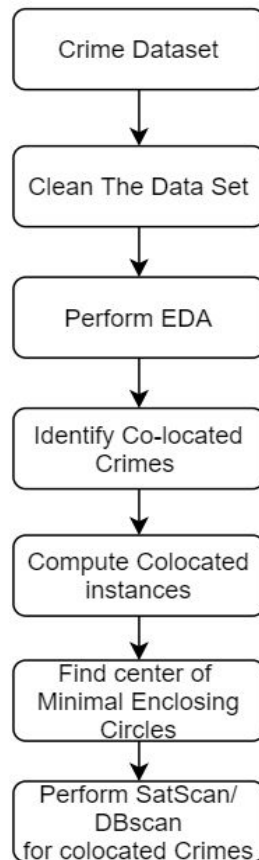 Crime Dataset
Clean The Data Set
Perform EDA
Identify Co-located
Crimes
Compute Colocated
instances
Find center of
Minimal Enclosing
Circles
Perform SatScan/
DBscan
for colocated Crimes